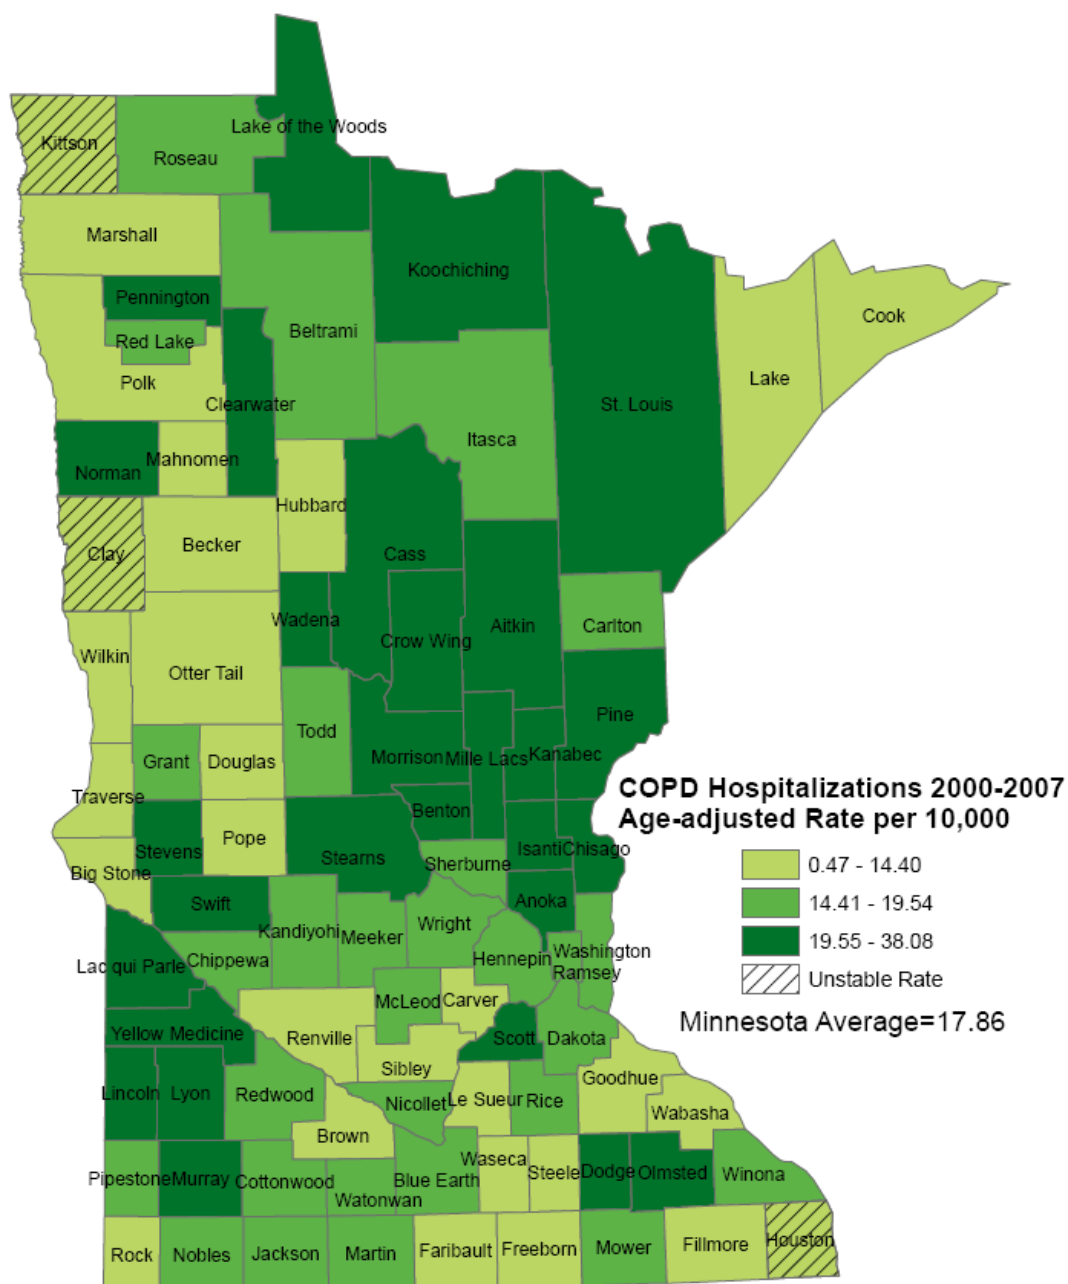 Lake of the Woods
Kittson
Roseau
Marshall
Koochiching
Pennington
Cook
Beltrami
Red Lake
Lake
Polk
Clearwater
St. Louis
Itasca
Mahnomen
Norman
Hubbard
Becker
Clay
Cass
Wadena
Aitkin
Carlton
Crow Wing
Wilkin
Otter Tail
Pine
Todd
Kanabec
Morrison
Mille Lacs
Grant
Douglas
COPD Hospitalizations 2000-2007
Age-adjusted Rate per 10,000
Traverse
Benton
Pope
Stevens
Stearns
Isanti
Chisago
Sherburne
0.47 - 14.40
Big Stone
Swift
Anoka
14.41 - 19.54
Wright
Kandiyohi
Meeker
19.55 - 38.08
Washington
Hennepin
Chippewa
Lac qui Parle
Ramsey
Unstable Rate
McLeod
Carver
Minnesota Average=17.86
Yellow Medicine
Renville
Scott
Dakota
Sibley
Goodhue
Lincoln
Lyon
Redwood
Nicollet
Le Sueur
Rice
Wabasha
Brown
Waseca
Steele
Dodge
Olmsted
Winona
Pipestone
Murray
Cottonwood
Blue Earth
Watonwan
Rock
Nobles
Jackson
Martin
Faribault
Freeborn
Mower
Fillmore
Houston